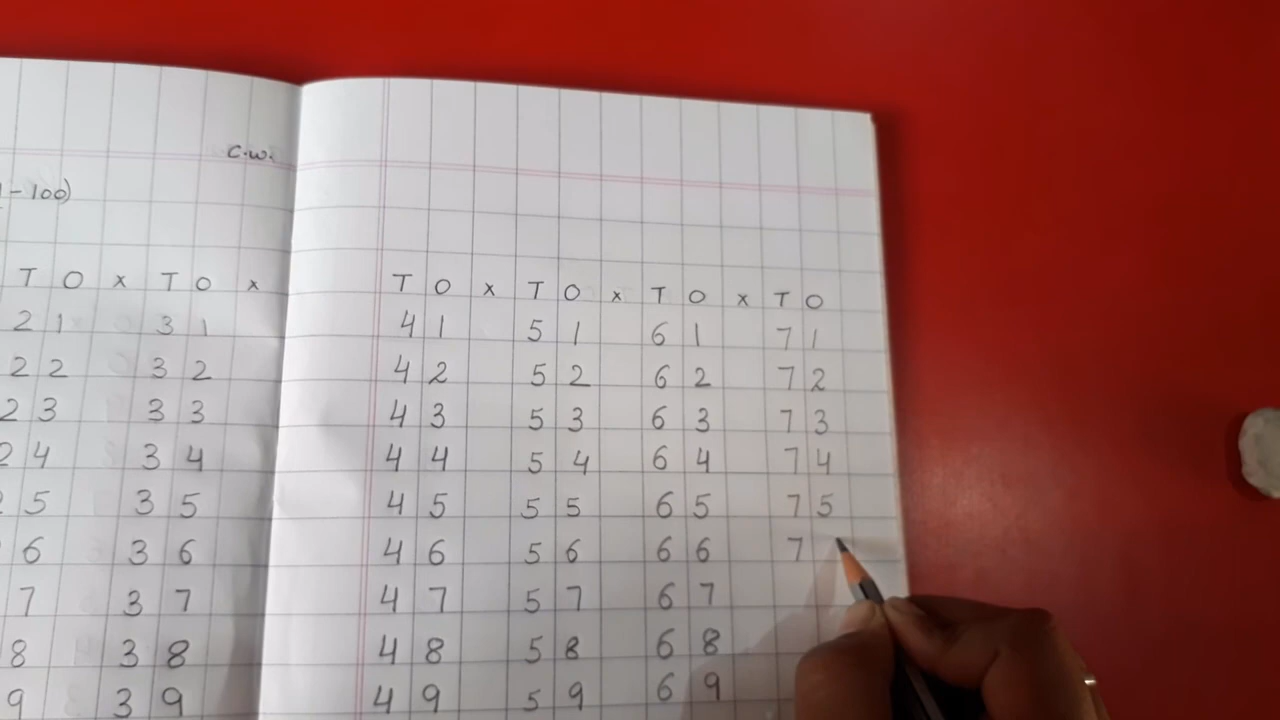 C.W.
1 - 100)
T O x T O x T O x T O x T O x T O
2 1 3 1 4 1 5 1 6 1 7 1
2 2 3 2 4 2 5 2 6 2 7 2
2 3 3 3 4 3 5 3 6 3 7 3
2 4 3 4 4 4 5 4 6 4 7 4
2 5 3 5 4 5 5 5 6 5 7 5
6 3 6 4 6 5 6 6 6 7
7 3 7 4 7 5 7 6 7
8 3 8 4 8 5 8 6 8
9 3 9 4 9 5 9 6 9